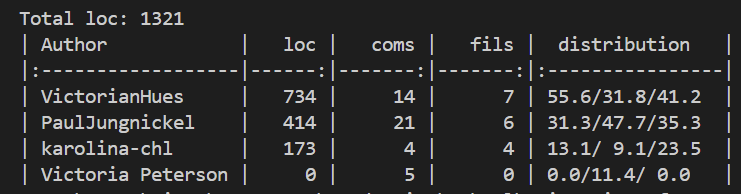 Total loc: 1321
| Author            |   loc |   coms |   fils |  distribution   |
|:------------------|------:|-------:|-------:|:----------------|
| VictorianHues     |   734 |     14 |      7 | 55.6/31.8/41.2  |
| PaulJungnickel    |   414 |     21 |      6 | 31.3/47.7/35.3  |
| karolina-chl      |   173 |      4 |      4 | 13.1/ 9.1/23.5  |
| Victoria Peterson |     0 |      5 |      0 | 0.0/11.4/ 0.0   |